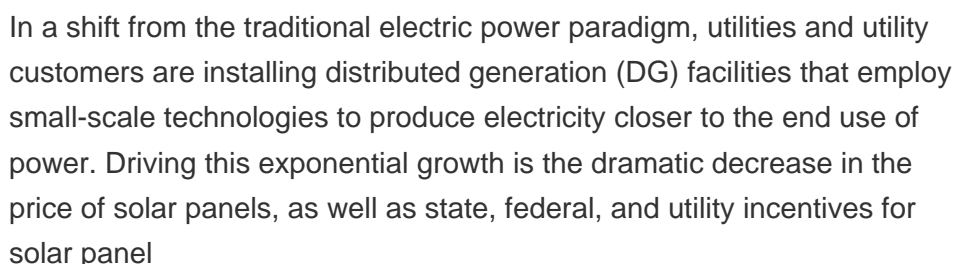 In a shift from the traditional electric power paradigm, utilities and utility
customers are installing distributed generation (DG) facilities that employ
small-scale technologies to produce electricity closer to the end use of
power. Driving this exponential growth is the dramatic decrease in the
price of solar panels, as well as state, federal, and utility incentives for
solar panel